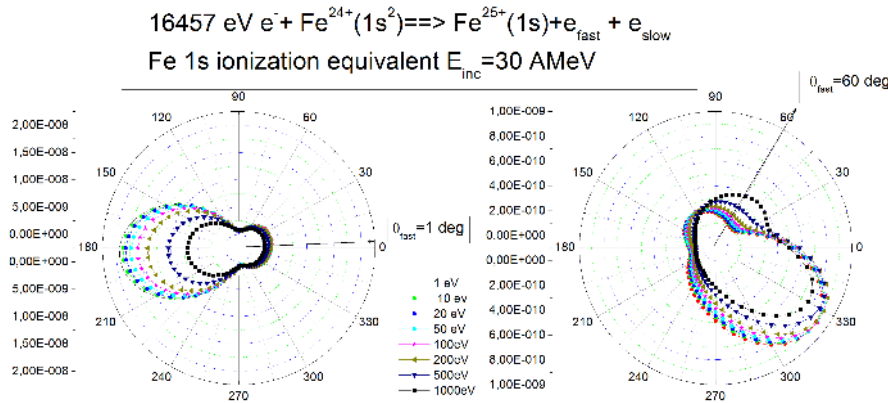 16457 eV e⁻+ Fe²⁴⁺(1s²)==> Fe²⁵⁺(1s)+e_fast + e_slow
Fe 1s ionization equivalent E_inc=30 AMeV
2,00E-008
2,00E-008
1,50E-008
5,00E-009
0,00E+000
0,00E+000
5,00E-009
1,00E-008
1,50E-008
2,00E-008
90
60
30
0
330
300
270
240
210
180
150
120
θ_fast=1 deg
1 eV
10 ev
20 eV
50 eV
100eV
200eV
500eV
1000eV
1,00E-009
8,00E-010
6,00E-010
4,00E-010
2,00E-010
0,00E+000
0,00E+000
2,00E-010
4,00E-010
6,00E-010
8,00E-010
1,00E-009
90
60
30
0
330
300
270
240
210
180
150
120
θ_fast=60 deg